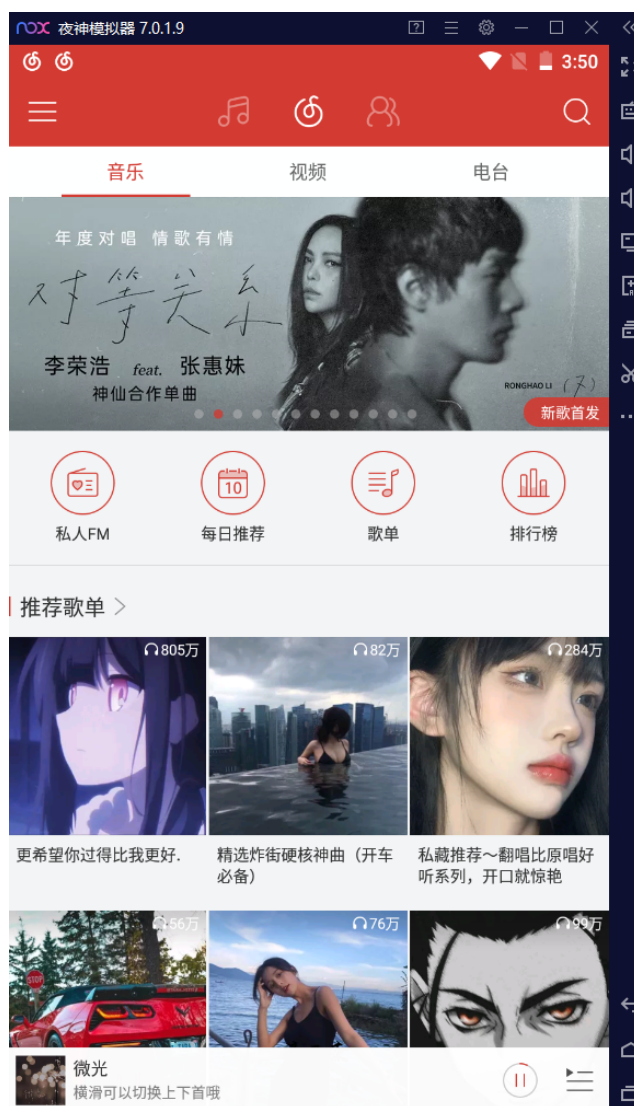 nox 夜神模拟器 7.0.1.9
3:50
音乐 视频 电台
年度对唱 情歌有情
对等关系
李荣浩 feat. 张惠妹
神仙合作单曲
RONGHAO LI
新歌首发
10
私人FM 每日推荐 歌单 排行榜
推荐歌单
805万 82万 284万
更希望你过得比我更好.
精选炸街硬核神曲（开车
必备）
私藏推荐～翻唱比原唱好
听系列，开口就惊艳
56万 76万 99万
STOP
微光
横滑可以切换上下首哦